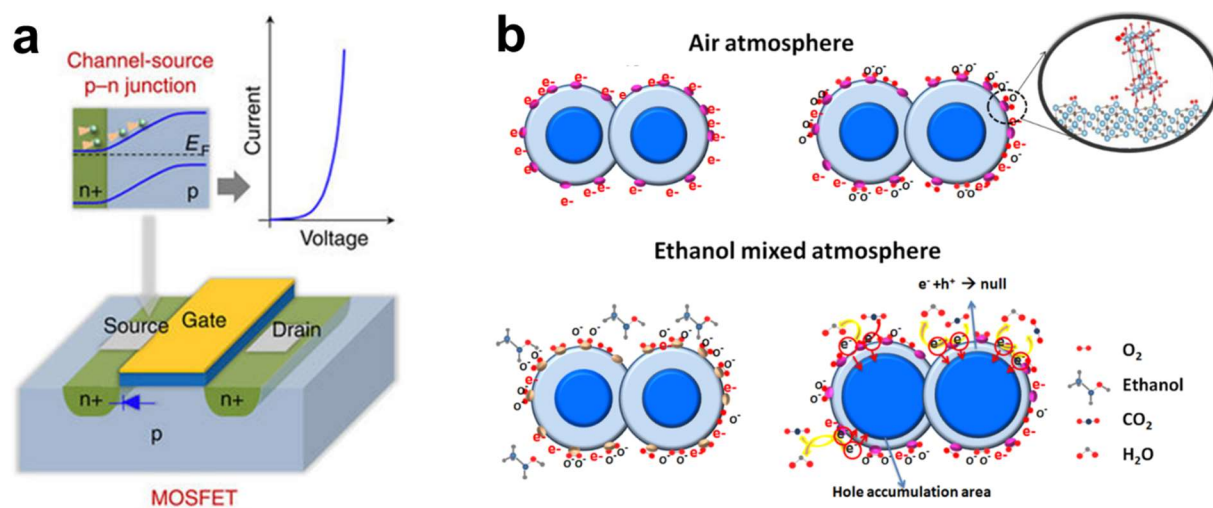 a
Channel-source
p–n junction
E_F
n+
p
Current
Voltage
Source
Gate
Drain
n+
n+
p
MOSFET
b
Air atmosphere
Ethanol mixed atmosphere
e⁻+h⁺ → null
O₂
Ethanol
CO₂
H₂O
Hole accumulation area